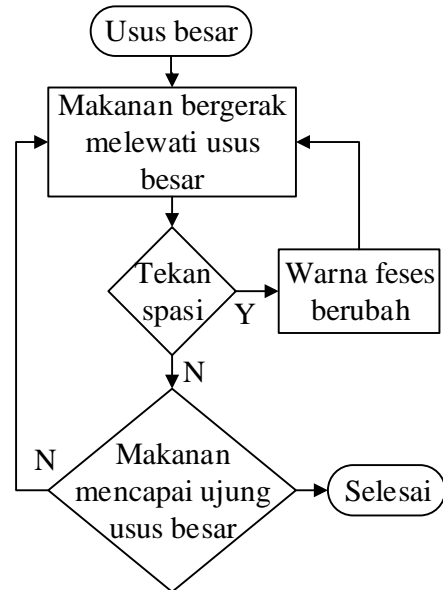 Usus besar
Makanan bergerak
melewati usus
besar
Tekan
spasi
Y
Warna feses
berubah
N
N
Makanan
mencapai ujung
usus besar
Selesai